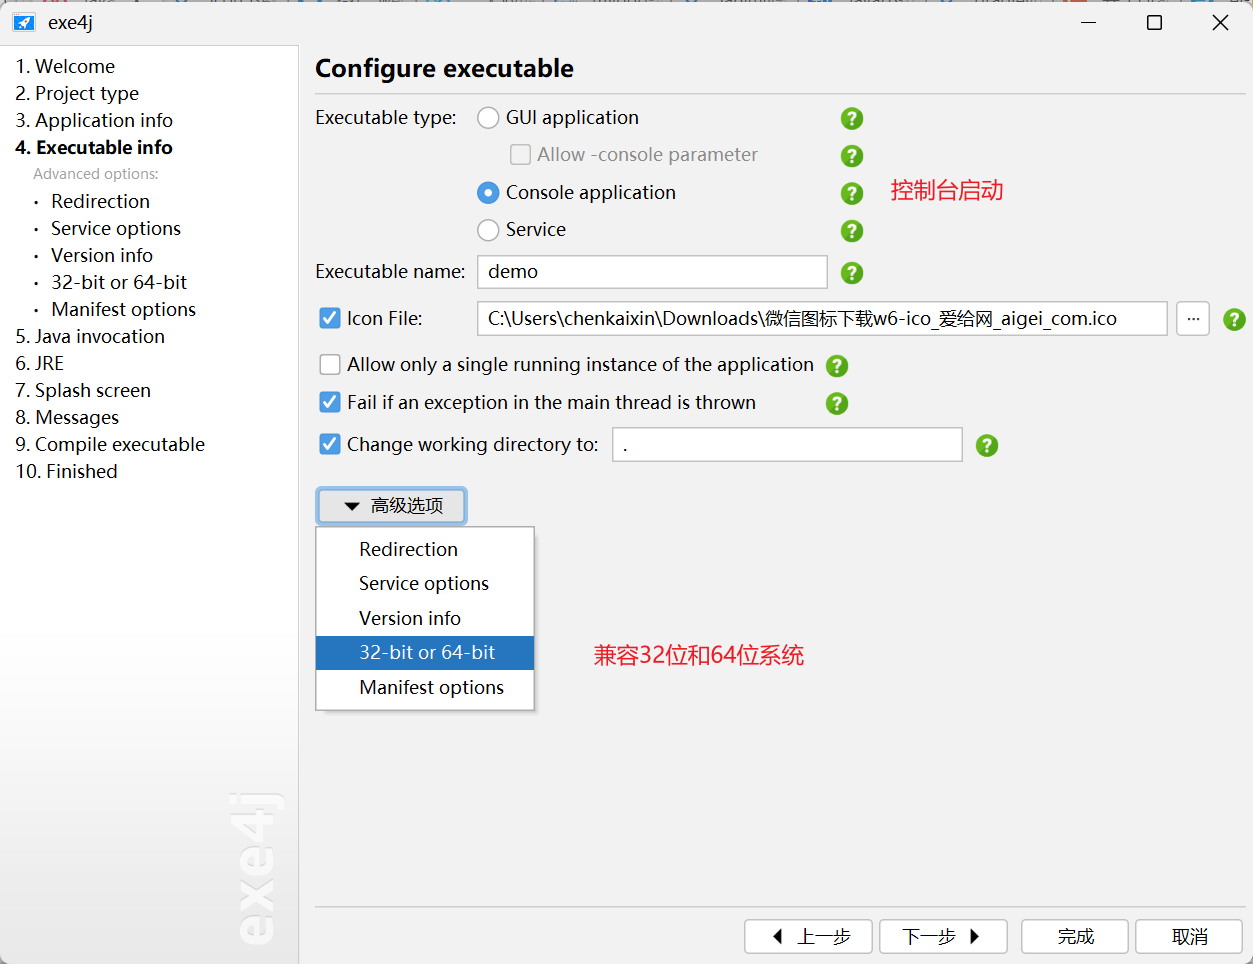 exe4j
1. Welcome
2. Project type
3. Application info
4. Executable info
Advanced options:
· Redirection
· Service options
· Version info
· 32-bit or 64-bit
· Manifest options
5. Java invocation
6. JRE
7. Splash screen
8. Messages
9. Compile executable
10. Finished
exe4j
Configure executable
Executable type: GUI application
Allow -console parameter
Console application 控制台启动
Service
Executable name: demo
Icon File: C:\Users\chenkaixin\Downloads\微信图标下载w6-ico_爱给网_aigei_com.ico ...
Allow only a single running instance of the application
Fail if an exception in the main thread is thrown
Change working directory to: .
高级选项
Redirection
Service options
Version info
32-bit or 64-bit 兼容32位和64位系统
Manifest options
上一步 下一步 完成 取消